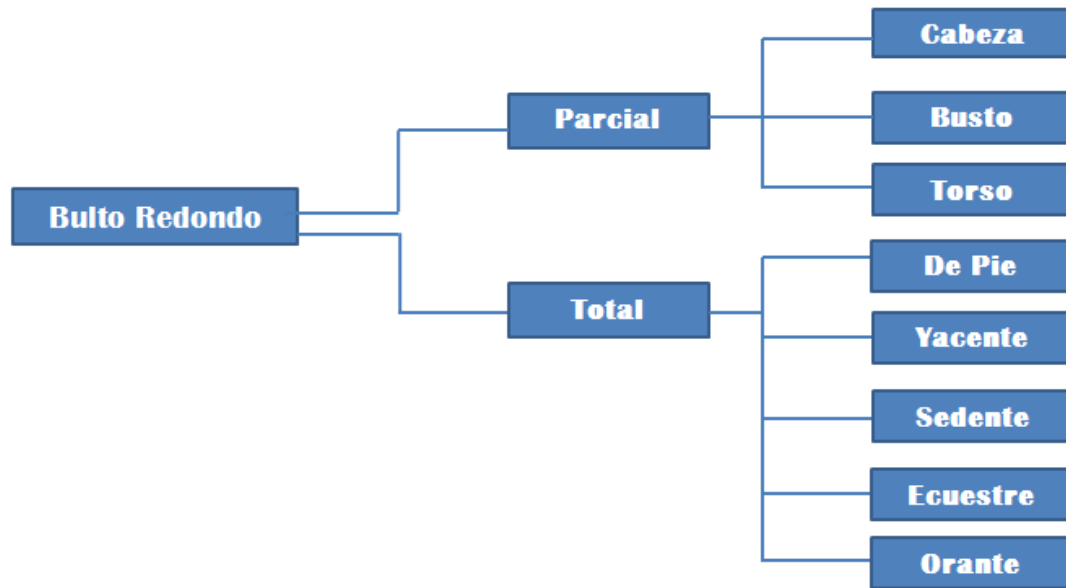 Bulto Redondo
Parcial
Cabeza
Busto
Torso
Total
De Pie
Yacente
Sedente
Ecuestre
Orante